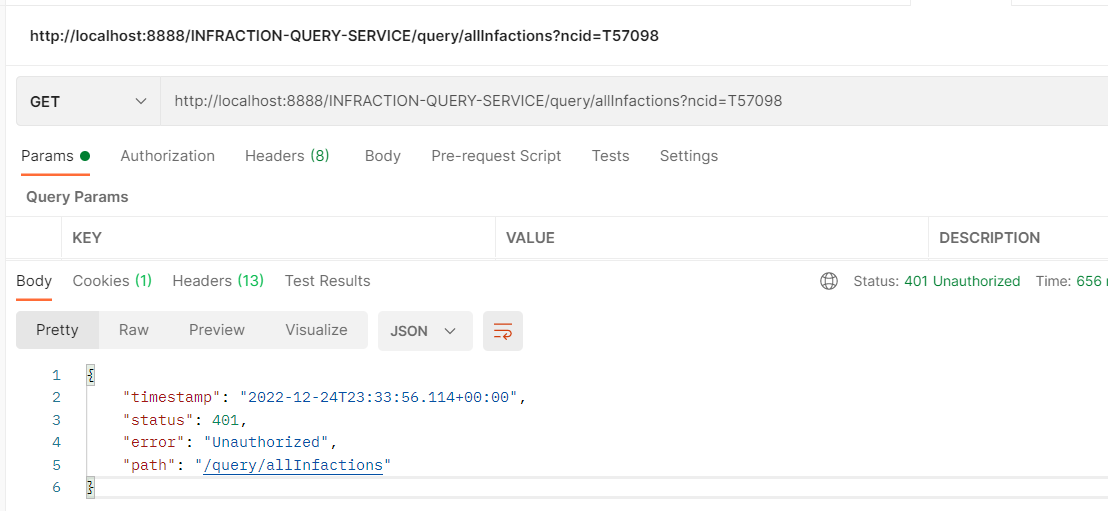 http://localhost:8888/INFRACTION-QUERY-SERVICE/query/allInfactions?ncid=T57098
GET http://localhost:8888/INFRACTION-QUERY-SERVICE/query/allInfactions?ncid=T57098
Params Authorization Headers (8) Body Pre-request Script Tests Settings
Query Params
KEY VALUE DESCRIPTION
Body Cookies (1) Headers (13) Test Results Status: 401 Unauthorized Time: 656
Pretty Raw Preview Visualize JSON
1 {
2 "timestamp": "2022-12-24T23:33:56.114+00:00",
3 "status": 401,
4 "error": "Unauthorized",
5 "path": "/query/allInfactions"
6 }